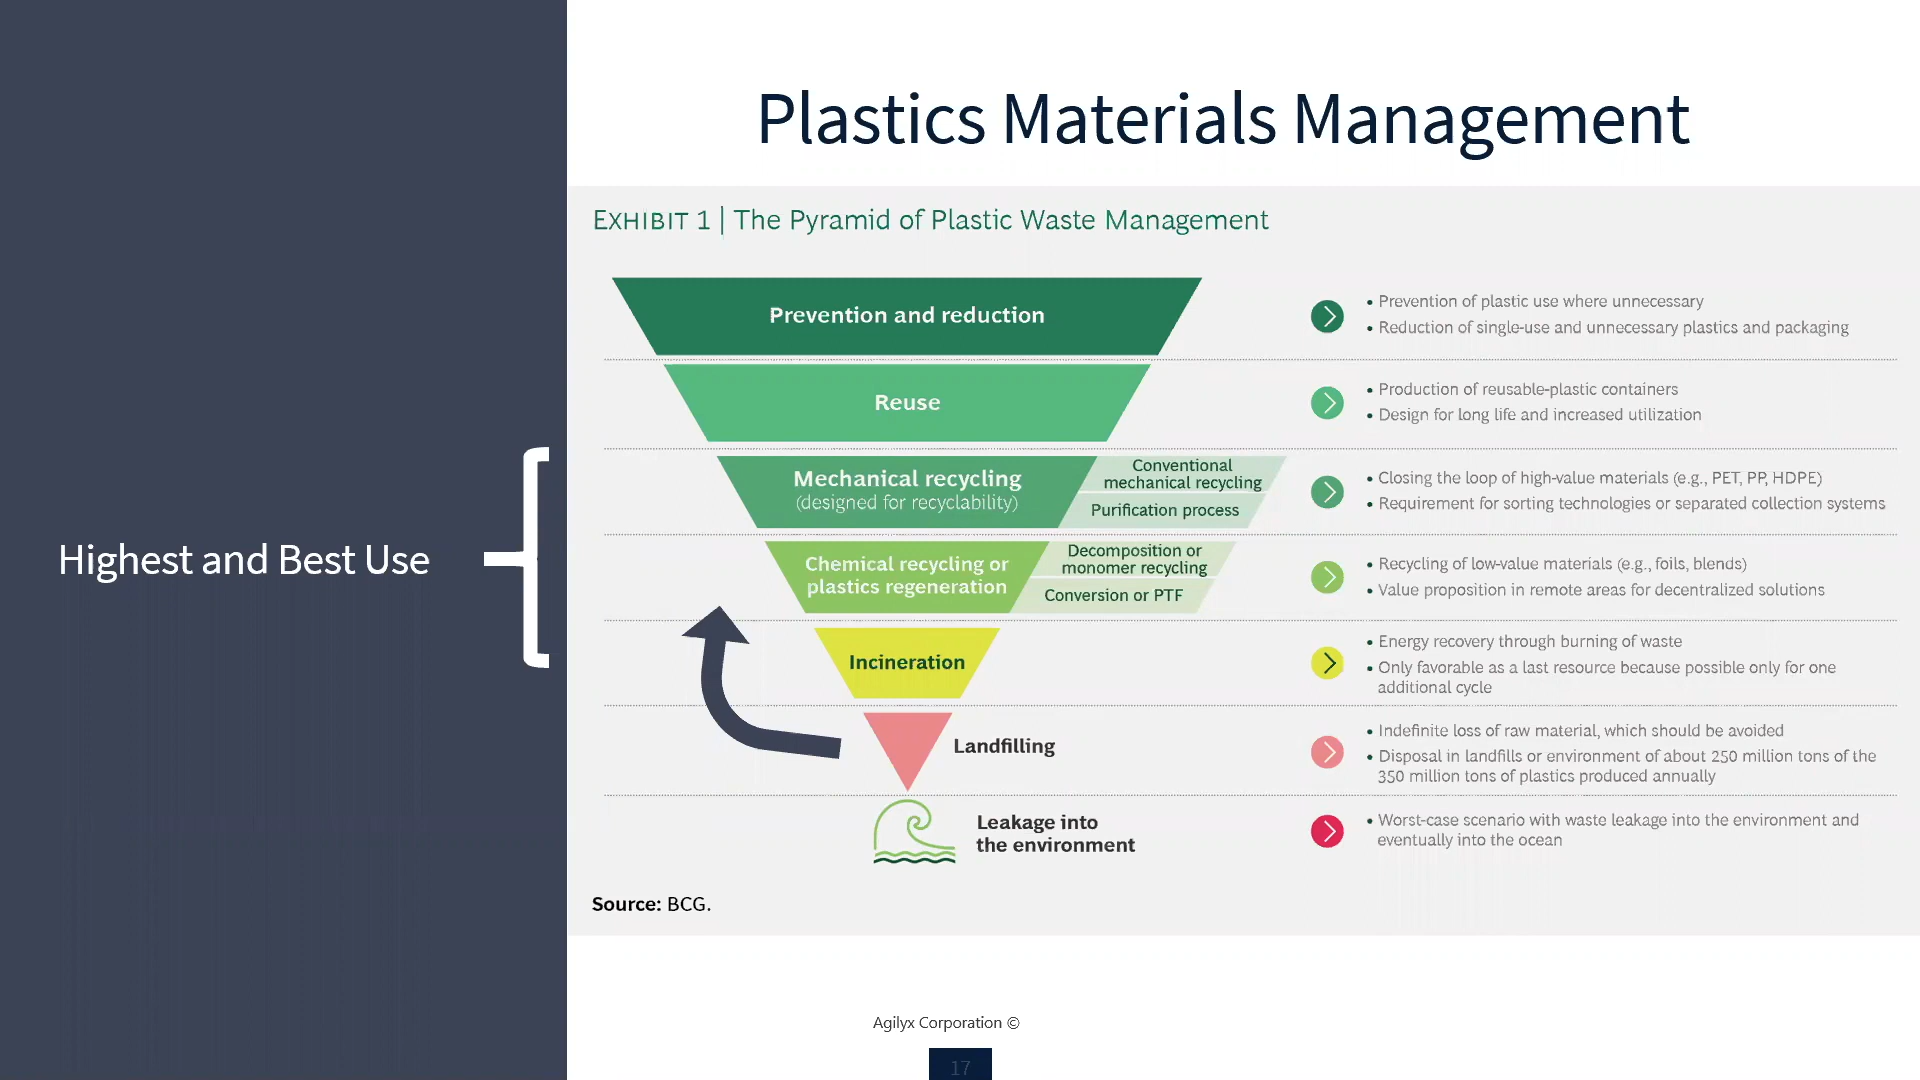 Plastics Materials Management
EXHIBIT 1 | The Pyramid of Plastic Waste Management
Highest and Best Use
Prevention and reduction
• Prevention of plastic use where unnecessary
• Reduction of single-use and unnecessary plastics and packaging
Reuse
• Production of reusable-plastic containers
• Design for long life and increased utilization
Mechanical recycling
(designed for recyclability)
Conventional
mechanical recycling
Purification process
• Closing the loop of high-value materials (e.g., PET, PP, HDPE)
• Requirement for sorting technologies or separated collection systems
Chemical recycling or
plastics regeneration
Decomposition or
monomer recycling
Conversion or PTF
• Recycling of low-value materials (e.g., foils, blends)
• Value proposition in remote areas for decentralized solutions
Incineration
• Energy recovery through burning of waste
• Only favorable as a last resource because possible only for one
additional cycle
Landfilling
• Indefinite loss of raw material, which should be avoided
• Disposal in landfills or environment of about 250 million tons of the
350 million tons of plastics produced annually
Leakage into
the environment
• Worst-case scenario with waste leakage into the environment and
eventually into the ocean
Source: BCG.
Agilyx Corporation ©
17